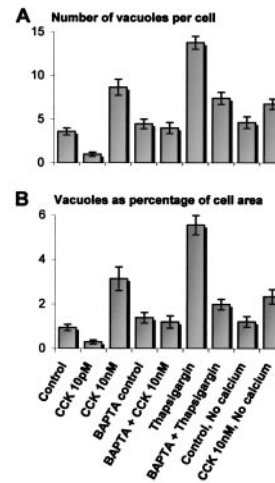 A Number of vacuoles per cell
15
10
5
0
B Vacuoles as percentage of cell area
6
4
2
0
Control
CCK 10pM
CCK 10nM
BAPTA control
BAPTA + CCK 10nM
Thapsigargin
BAPTA + Thapsigargin
Control, No calcium
CCK 10nM, No calcium